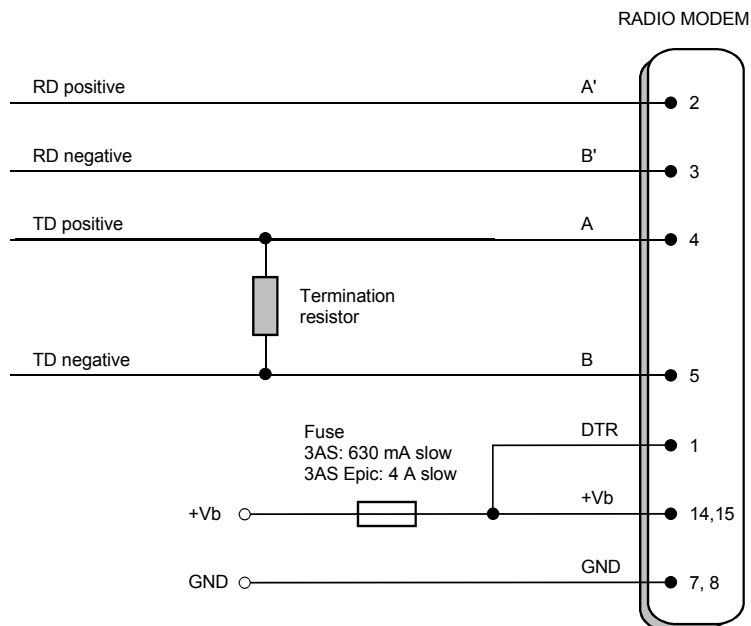 RADIO MODEM
RD positive A' 2
RD negative B' 3
TD positive A 4
Termination
resistor
TD negative B 5
Fuse
3AS: 630 mA slow
3AS Epic: 4 A slow
DTR 1
+Vb +Vb 14,15
GND GND 7, 8